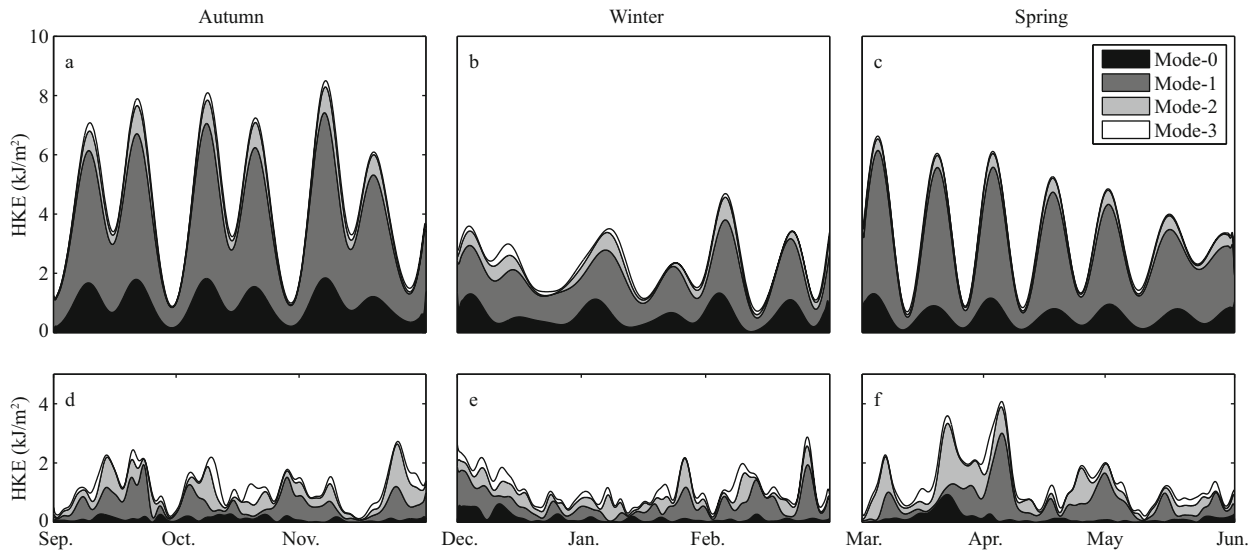 Autumn
Winter
Spring
10
8
6
4
2
0
HKE (kJ/m²)
a
b
c
Mode-0
Mode-1
Mode-2
Mode-3
4
2
0
HKE (kJ/m²)
d
e
f
Sep.
Oct.
Nov.
Dec.
Jan.
Feb.
Mar.
Apr.
May
Jun.